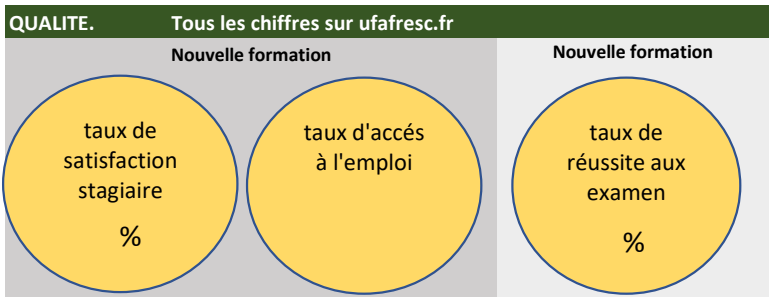 QUALITE. Tous les chiffres sur ufafresc.fr
Nouvelle formation
Nouvelle formation
taux de
satisfaction
stagiaire
%
taux d'accés
à l'emploi
taux de
réussite aux
examen
%